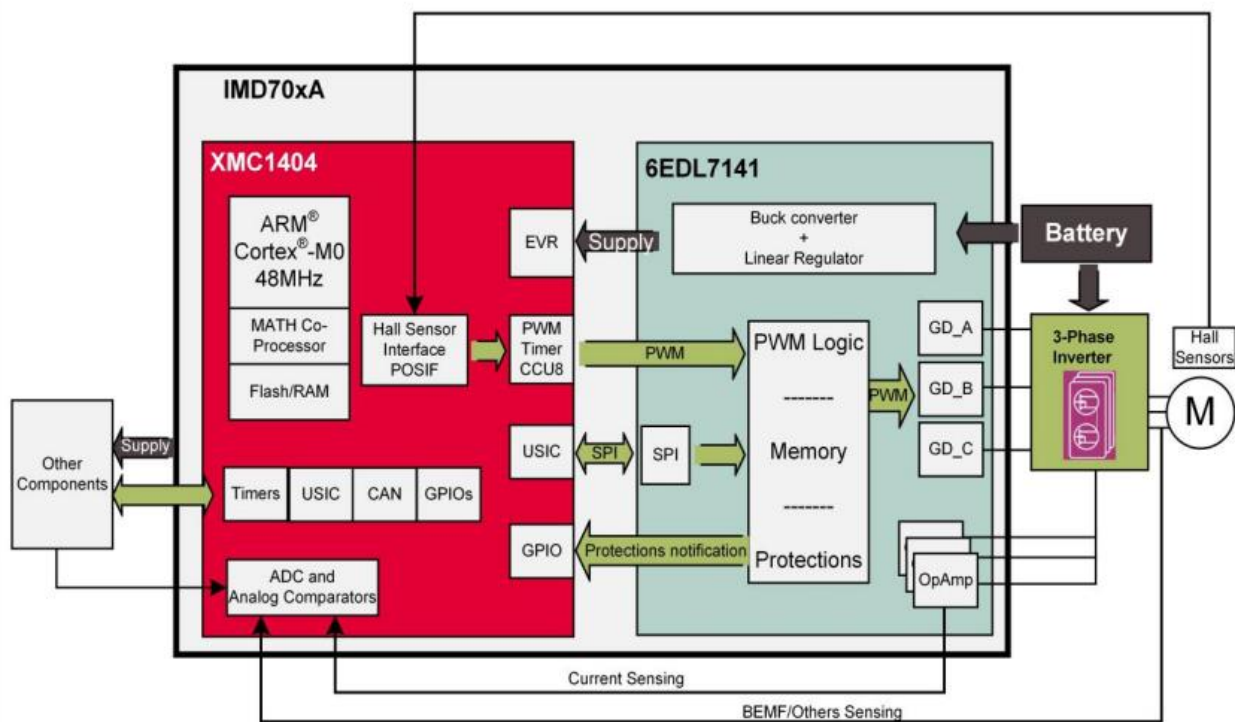 IMD70xA
XMC1404
6EDL7141
ARM®
Cortex®-M0
48MHz
MATH Co-
Processor
Flash/RAM
Hall Sensor
Interface
POSIF
EVR
Supply
Buck converter
+
Linear Regulator
Battery
PWM
Timer
CCU8
PWM
PWM Logic
-------
Memory
-------
Protections
PWM
GD_A
GD_B
GD_C
3-Phase
Inverter
Hall
Sensors
M
USIC
SPI
SPI
Other
Components
Supply
Timers
USIC
CAN
GPIOs
GPIO
Protections notification
OpAmp
ADC and
Analog Comparators
Current Sensing
BEMF/Others Sensing